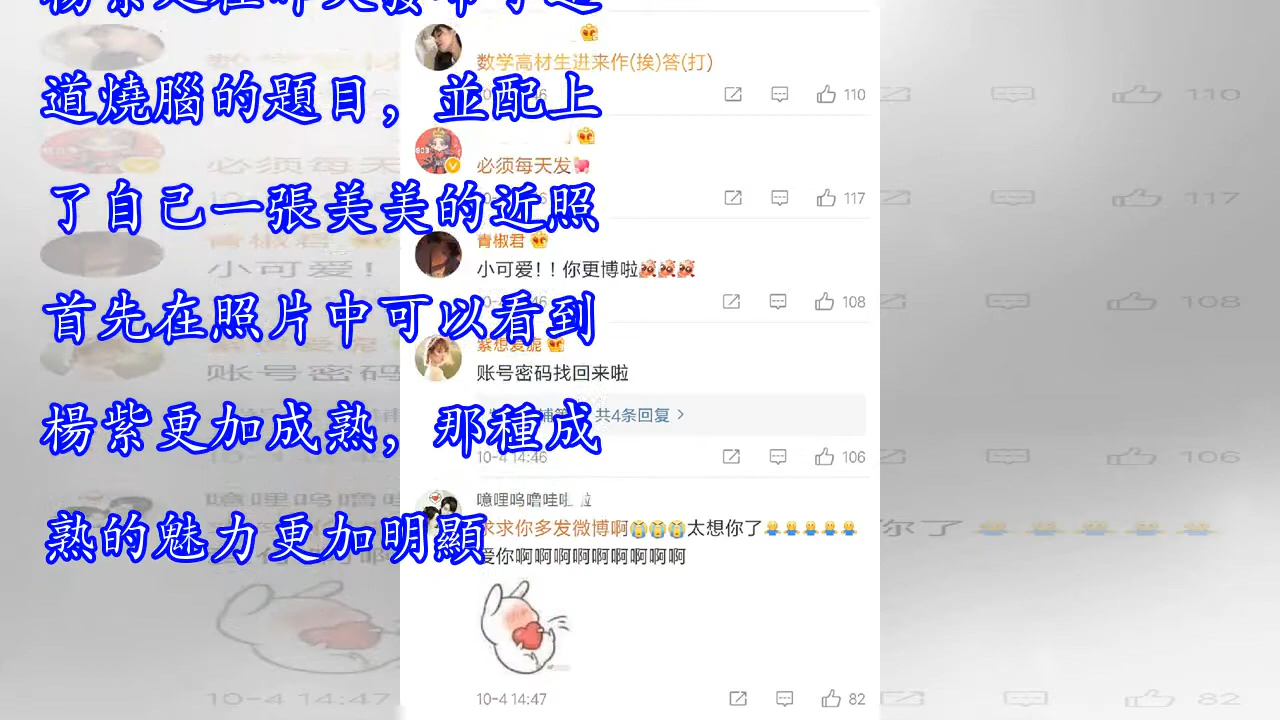 道燒腦的題目，並配上
了自己一張美美的近照
首先在照片中可以看到
楊紫更加成熟，那種成
熟的魅力更加明顯
数学高材生进来作(挨)答(打)
110
必须每天发
117
青椒君
小可爱！！你更博啦
108
账号密码找回来啦
共4条回复 >
10-4 14:46
106
噫哩呜噜哇啦
求求你多发微博啊太想你了
爱你啊啊啊啊啊啊啊啊啊
10-4 14:47
82